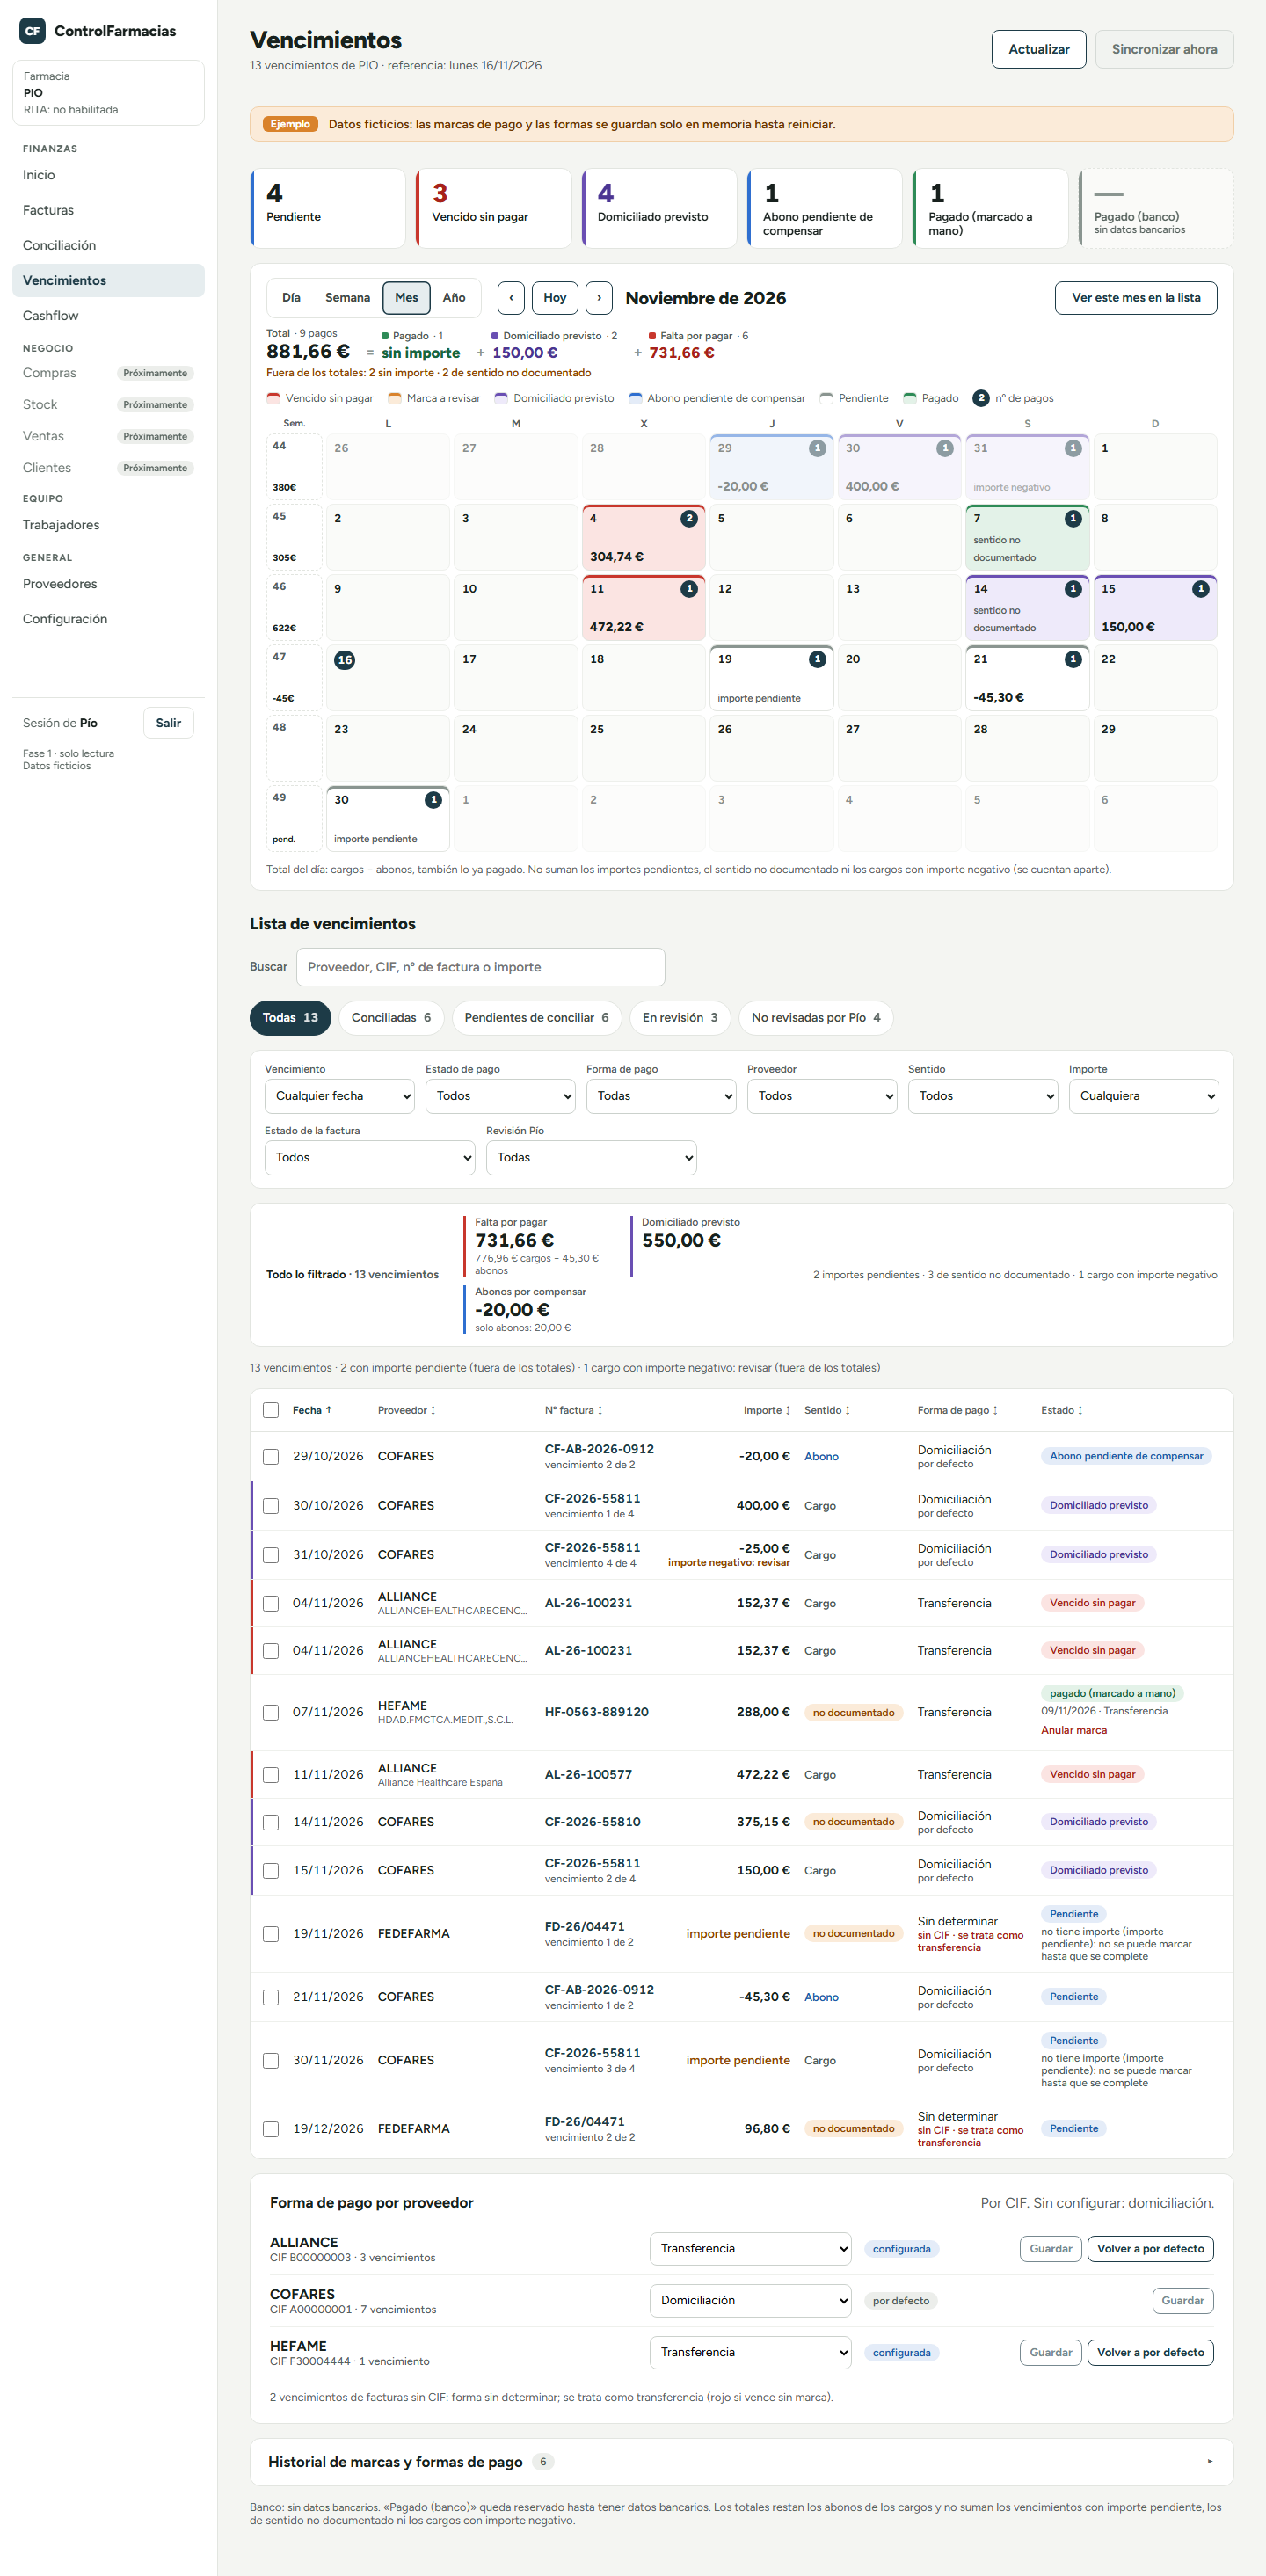 CF ControlFarmacias
Farmacia
PIO
RITA: no habilitada
FINANZAS
Inicio
Facturas
Conciliación
Vencimientos
Cashflow
NEGOCIO
Compras Próximamente
Stock Próximamente
Ventas Próximamente
Clientes Próximamente
EQUIPO
Trabajadores
GENERAL
Proveedores
Configuración
Sesión de Pío Salir
Fase 1 · solo lectura
Datos ficticios
Vencimientos
13 vencimientos de PIO · referencia: lunes 16/11/2026
Actualizar Sincronizar ahora
Ejemplo Datos ficticios: las marcas de pago y las formas se guardan solo en memoria hasta reiniciar.
4
Pendiente
3
Vencido sin pagar
4
Domiciliado previsto
1
Abono pendiente de
compensar
1
Pagado (marcado a
mano)
—
Pagado (banco)
sin datos bancarios
Día Semana Mes Año ‹ Hoy › Noviembre de 2026 Ver este mes en la lista
Total · 9 pagos Pagado · 1 Domiciliado previsto · 2 Falta por pagar · 6
881,66 € = sin importe + 150,00 € + 731,66 €
Fuera de los totales: 2 sin importe · 2 de sentido no documentado
Vencido sin pagar Marca a revisar Domiciliado previsto Abono pendiente de compensar Pendiente Pagado 2 nº de pagos
Sem. L M X J V S D
44 26 27 28 29 1 30 1 31 1 1
380€ -20,00 € 400,00 € importe negativo
45 2 3 4 2 5 6 7 1 8
305€ 304,74 € sentido no
documentado
46 9 10 11 1 12 13 14 1 15 1
622€ 472,22 € sentido no
documentado 150,00 €
47 16 17 18 19 1 20 21 1 22
-45€ importe pendiente -45,30 €
48 23 24 25 26 27 28 29
49 30 1 1 2 3 4 5 6
pend. importe pendiente
Total del día: cargos − abonos, también lo ya pagado. No suman los importes pendientes, el sentido no documentado ni los cargos con importe negativo (se cuentan aparte).
Lista de vencimientos
Buscar Proveedor, CIF, nº de factura o importe
Todas 13 Conciliadas 6 Pendientes de conciliar 6 En revisión 3 No revisadas por Pío 4
Vencimiento Estado de pago Forma de pago Proveedor Sentido Importe
Cualquier fecha Todos Todas Todos Todos Cualquiera
Estado de la factura Revisión Pío
Todos Todas
Todo lo filtrado · 13 vencimientos
Falta por pagar
731,66 €
776,96 € cargos − 45,30 €
abonos
Domiciliado previsto
550,00 €
Abonos por compensar
-20,00 €
solo abonos: 20,00 €
2 importes pendientes · 3 de sentido no documentado · 1 cargo con importe negativo
13 vencimientos · 2 con importe pendiente (fuera de los totales) · 1 cargo con importe negativo: revisar (fuera de los totales)
Fecha ↑ Proveedor ↕ Nº factura ↕ Importe ↕ Sentido ↕ Forma de pago ↕ Estado ↕
29/10/2026 COFARES CF-AB-2026-0912 -20,00 € Abono Domiciliación Abono pendiente de compensar
vencimiento 2 de 2 por defecto
30/10/2026 COFARES CF-2026-55811 400,00 € Cargo Domiciliación Domiciliado previsto
vencimiento 1 de 4 por defecto
31/10/2026 COFARES CF-2026-55811 -25,00 € Cargo Domiciliación Domiciliado previsto
vencimiento 4 de 4 importe negativo: revisar por defecto
04/11/2026 ALLIANCE AL-26-100231 152,37 € Cargo Transferencia Vencido sin pagar
ALLIANCEHEALTHCARECENC...
04/11/2026 ALLIANCE AL-26-100231 152,37 € Cargo Transferencia Vencido sin pagar
ALLIANCEHEALTHCARECENC...
07/11/2026 HEFAME HF-0563-889120 288,00 € no documentado Transferencia pagado (marcado a mano)
HDAD.FMCTCA.MEDIT.,S.C.L. 09/11/2026 · Transferencia
Anular marca
11/11/2026 ALLIANCE AL-26-100577 472,22 € Cargo Transferencia Vencido sin pagar
Alliance Healthcare España
14/11/2026 COFARES CF-2026-55810 375,15 € no documentado Domiciliación Domiciliado previsto
por defecto
15/11/2026 COFARES CF-2026-55811 150,00 € Cargo Domiciliación Domiciliado previsto
vencimiento 2 de 4 por defecto
19/11/2026 FEDEFARMA FD-26/04471 importe pendiente no documentado Sin determinar Pendiente
vencimiento 1 de 2 sin CIF · se trata como
transferencia
no tiene importe (importe
pendiente): no se puede marcar
hasta que se complete
21/11/2026 COFARES CF-AB-2026-0912 -45,30 € Abono Domiciliación Pendiente
vencimiento 1 de 2 por defecto
30/11/2026 COFARES CF-2026-55811 importe pendiente Cargo Domiciliación Pendiente
vencimiento 3 de 4 por defecto
no tiene importe (importe
pendiente): no se puede marcar
hasta que se complete
19/12/2026 FEDEFARMA FD-26/04471 96,80 € no documentado Sin determinar Pendiente
vencimiento 2 de 2 sin CIF · se trata como
transferencia
Forma de pago por proveedor Por CIF. Sin configurar: domiciliación.
ALLIANCE Transferencia configurada Guardar Volver a por defecto
CIF B00000003 · 3 vencimientos
COFARES Domiciliación por defecto Guardar
CIF A00000001 · 7 vencimientos
HEFAME Transferencia configurada Guardar Volver a por defecto
CIF F30004444 · 1 vencimiento
2 vencimientos de facturas sin CIF: forma sin determinar; se trata como transferencia (rojo si vence sin marca).
Historial de marcas y formas de pago 6
Banco: sin datos bancarios. «Pagado (banco)» queda reservado hasta tener datos bancarios. Los totales restan los abonos de los cargos y no suman los vencimientos con importe pendiente, los
de sentido no documentado ni los cargos con importe negativo.